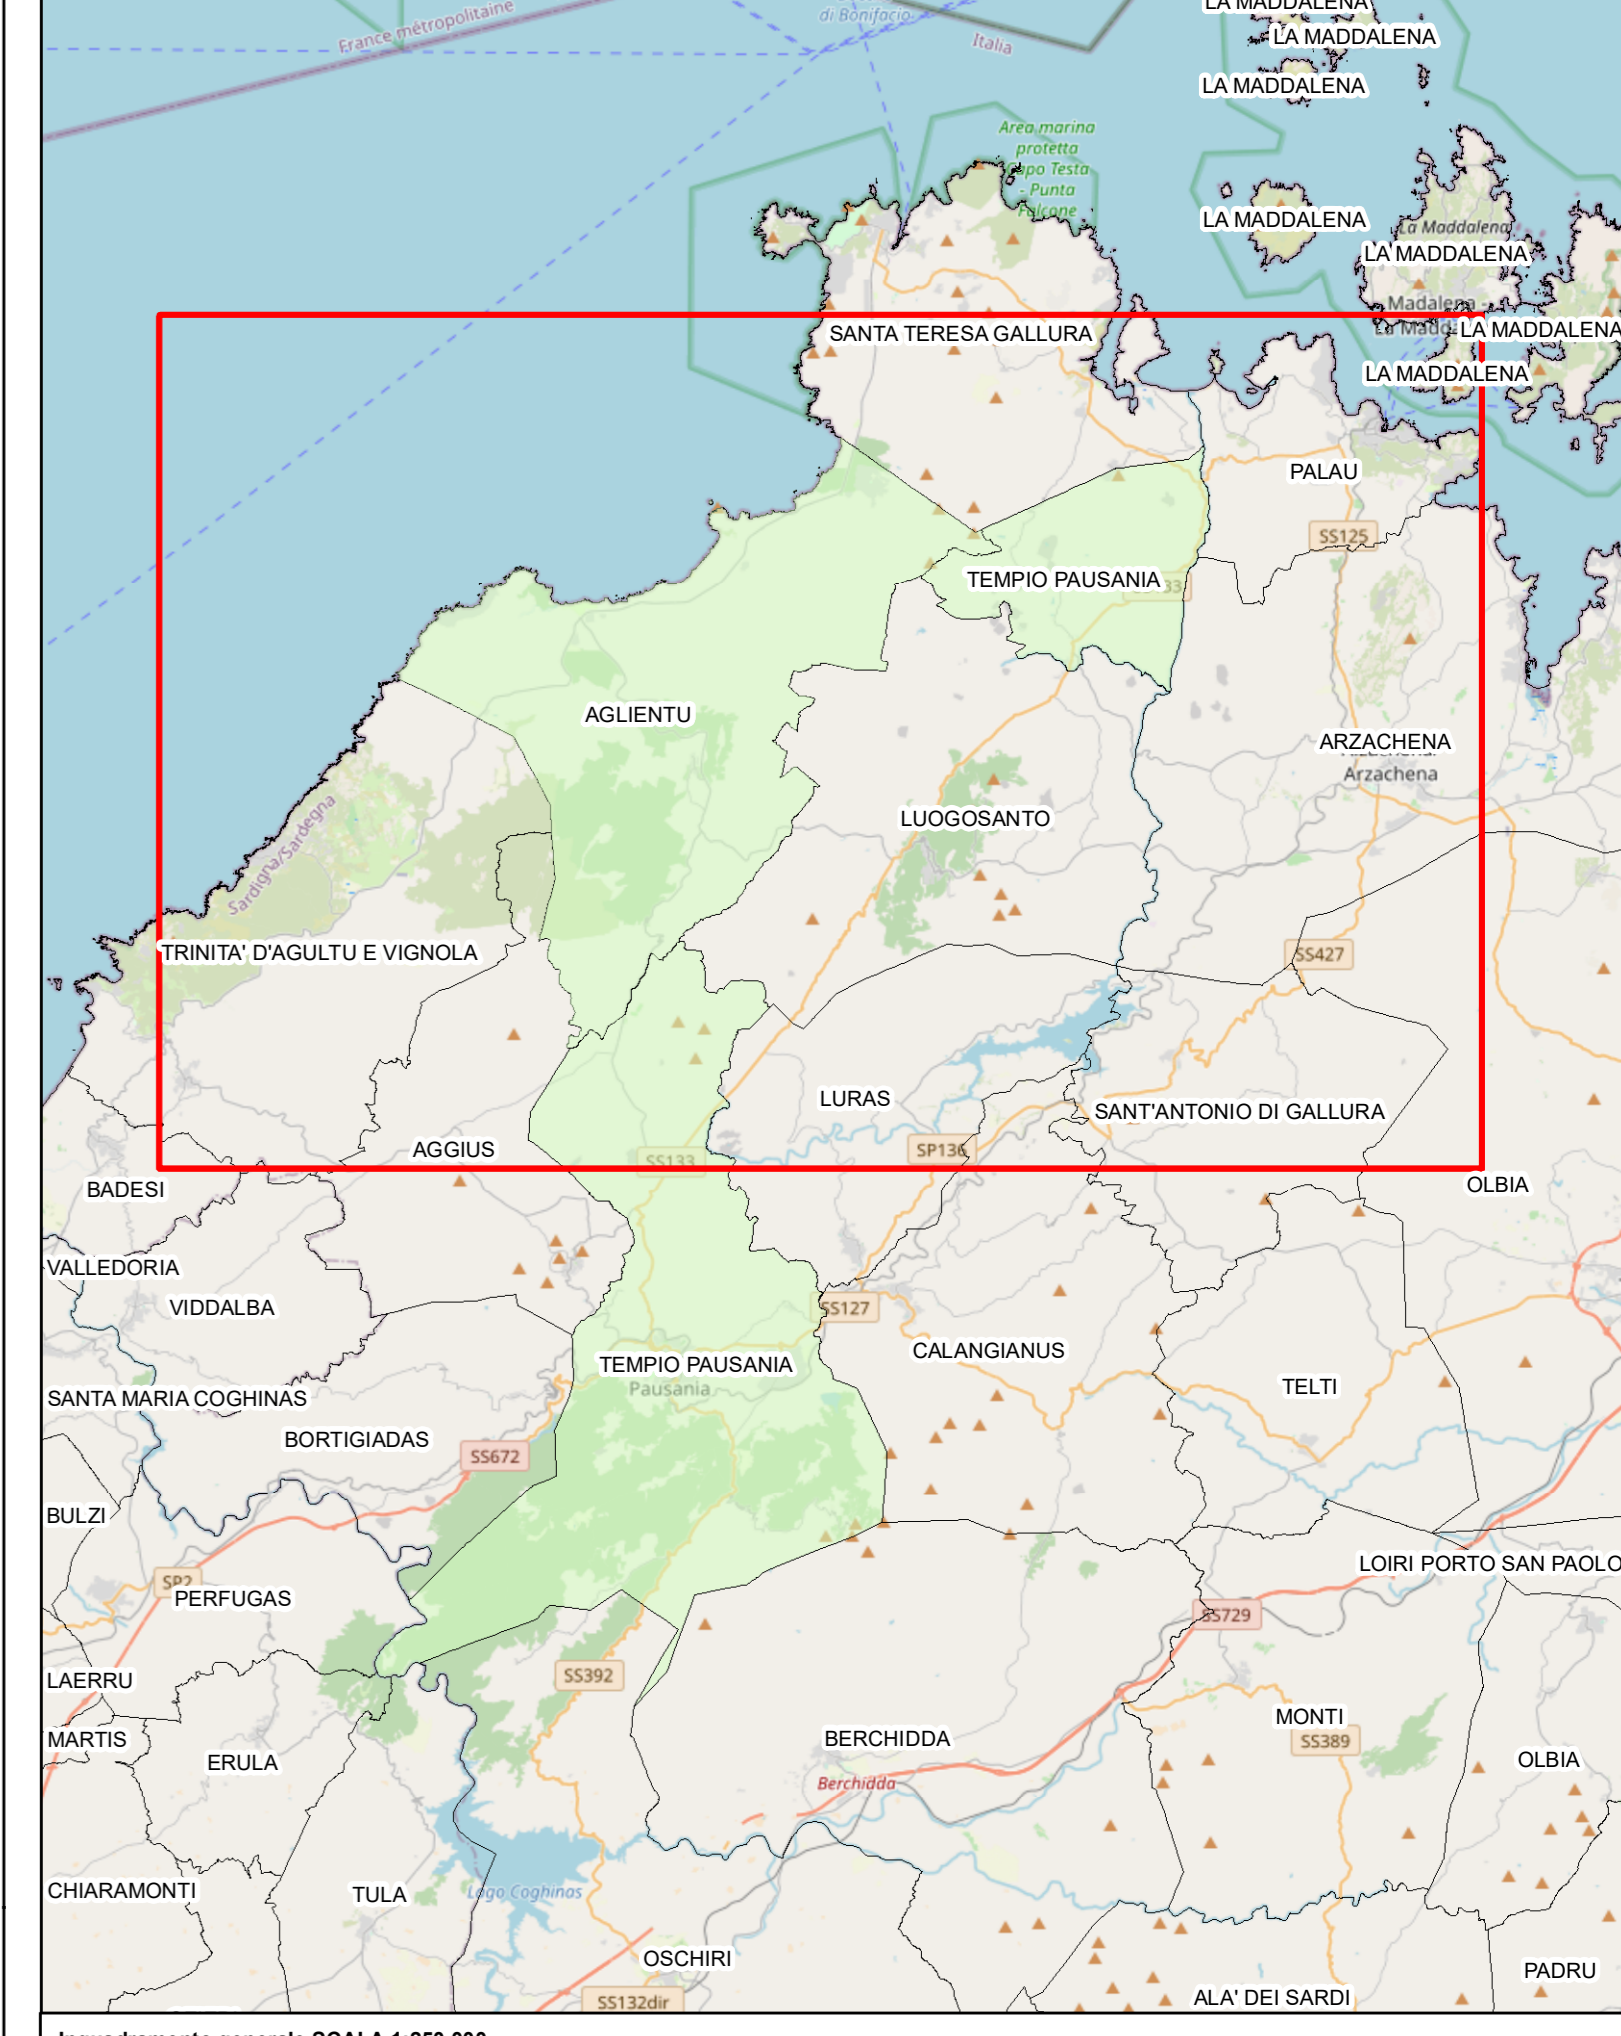 LA MADDALENA
France métropolitaine
di Bonifacio
Italia
LA MADDALENA
LA MADDALENA
Area marina
protetta
Capo Testa
- Punta
Falcone
LA MADDALENA
La Maddalena
LA MADDALENA
LA MADDALENA
SANTA TERESA GALLURA
LA MADDALENA
PALAU
SS125
TEMPIO PAUSANIA
AGLIENTU
ARZACHENA
Arzachena
LUOGOSANTO
Sardigna/Sardegna
TRINITA' D'AGULTU E VIGNOLA
SS427
LURAS
SANT'ANTONIO DI GALLURA
AGGIUS
SP136
SS133
BADESI
OLBIA
VALLEDORIA
VIDDALBA
SS127
CALANGIANUS
TEMPIO PAUSANIA
Pausania
TELTI
SANTA MARIA COGHINAS
BORTIGIADAS
SS672
BULZI
LOIRI PORTO SAN PAOLO
SP2
PERFUGAS
SS729
LAERRU
SS392
MONTI
MARTIS
BERCHIDDA
SS389
ERULA
OLBIA
Berchidda
CHIARAMONTI
TULA
Lago Coghinas
OSCHIRI
PADRU
SS132dir
ALA' DEI SARDI